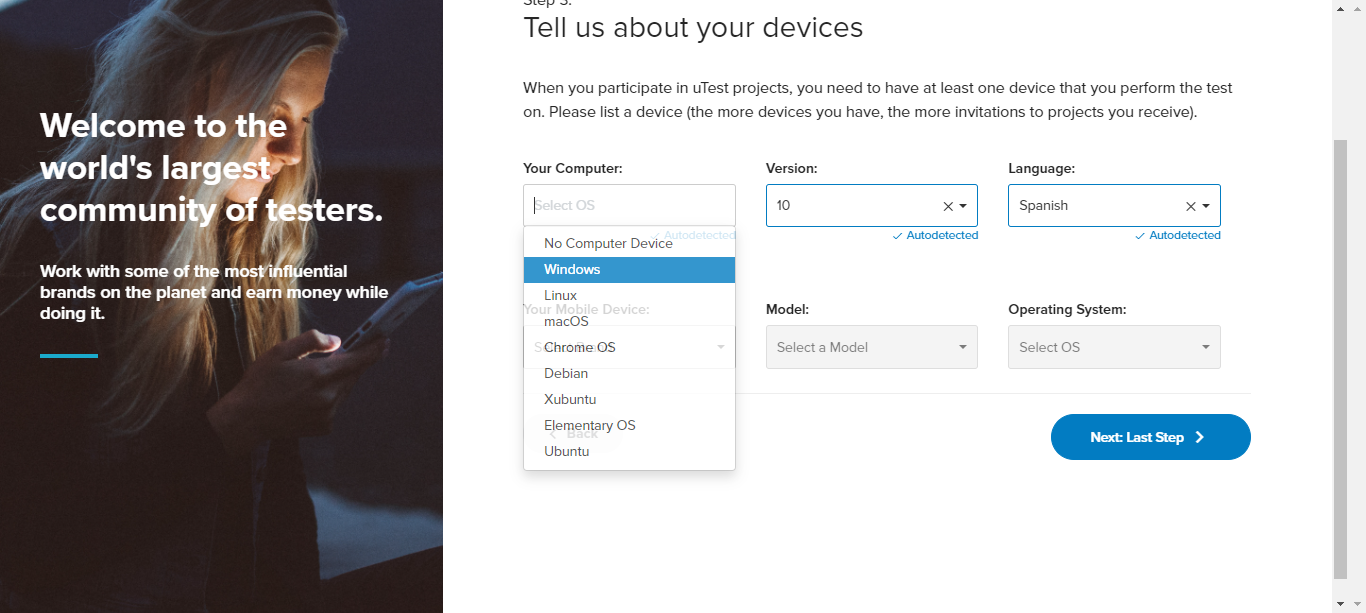 Welcome to the
world's largest
community of testers.
Work with some of the most influential
brands on the planet and earn money while
doing it.
Step 3:
Tell us about your devices
When you participate in uTest projects, you need to have at least one device that you perform the test
on. Please list a device (the more devices you have, the more invitations to projects you receive).
Your Computer:
Version:
Language:
Select OS
10
Spanish
Autodetected
Autodetected
Autodetected
No Computer Device
Windows
Linux
macOS
Chrome OS
Debian
Xubuntu
Elementary OS
Ubuntu
Your Mobile Device:
Model:
Operating System:
Select a Model
Select OS
Back
Next: Last Step